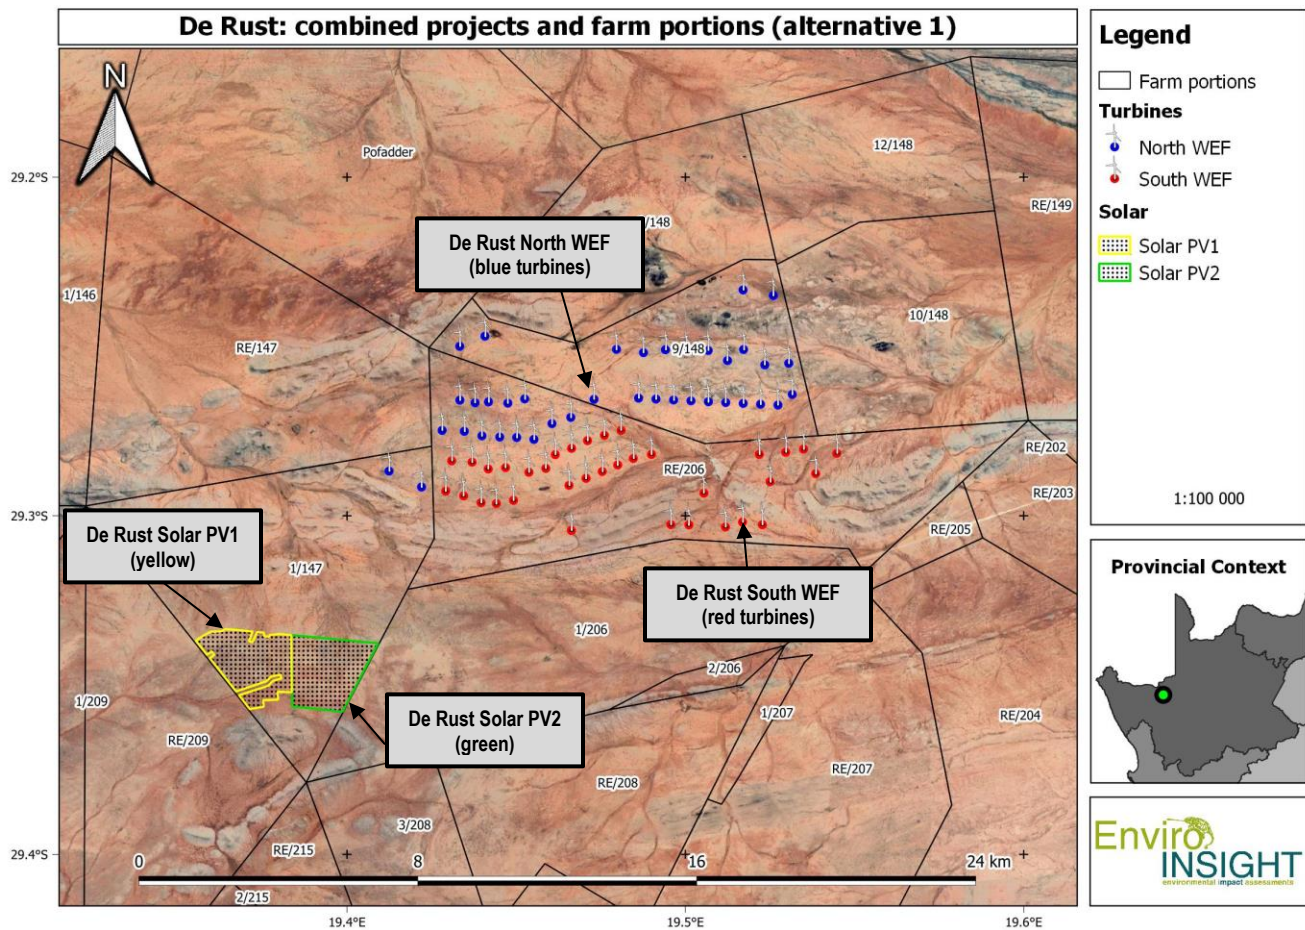 De Rust: combined projects and farm portions (alternative 1)
N
Pofadder
12/148
29.2°S
RE/149
/148
De Rust North WEF
(blue turbines)
1/146
10/148
RE/147
9/148
RE/202
RE/206
RE/203
29.3°S
RE/205
De Rust Solar PV1
(yellow)
1/147
De Rust South WEF
(red turbines)
1/206
2/206
1/209
1/207
De Rust Solar PV2
(green)
RE/204
RE/209
RE/208
RE/207
3/208
RE/215
29.4°S
0
8
16
24 km
2/215
19.4°E
19.5°E
19.6°E
Legend
Farm portions
Turbines
North WEF
South WEF
Solar
Solar PV1
Solar PV2
1:100 000
Provincial Context
Enviro
INSIGHT
environmental impact assessments